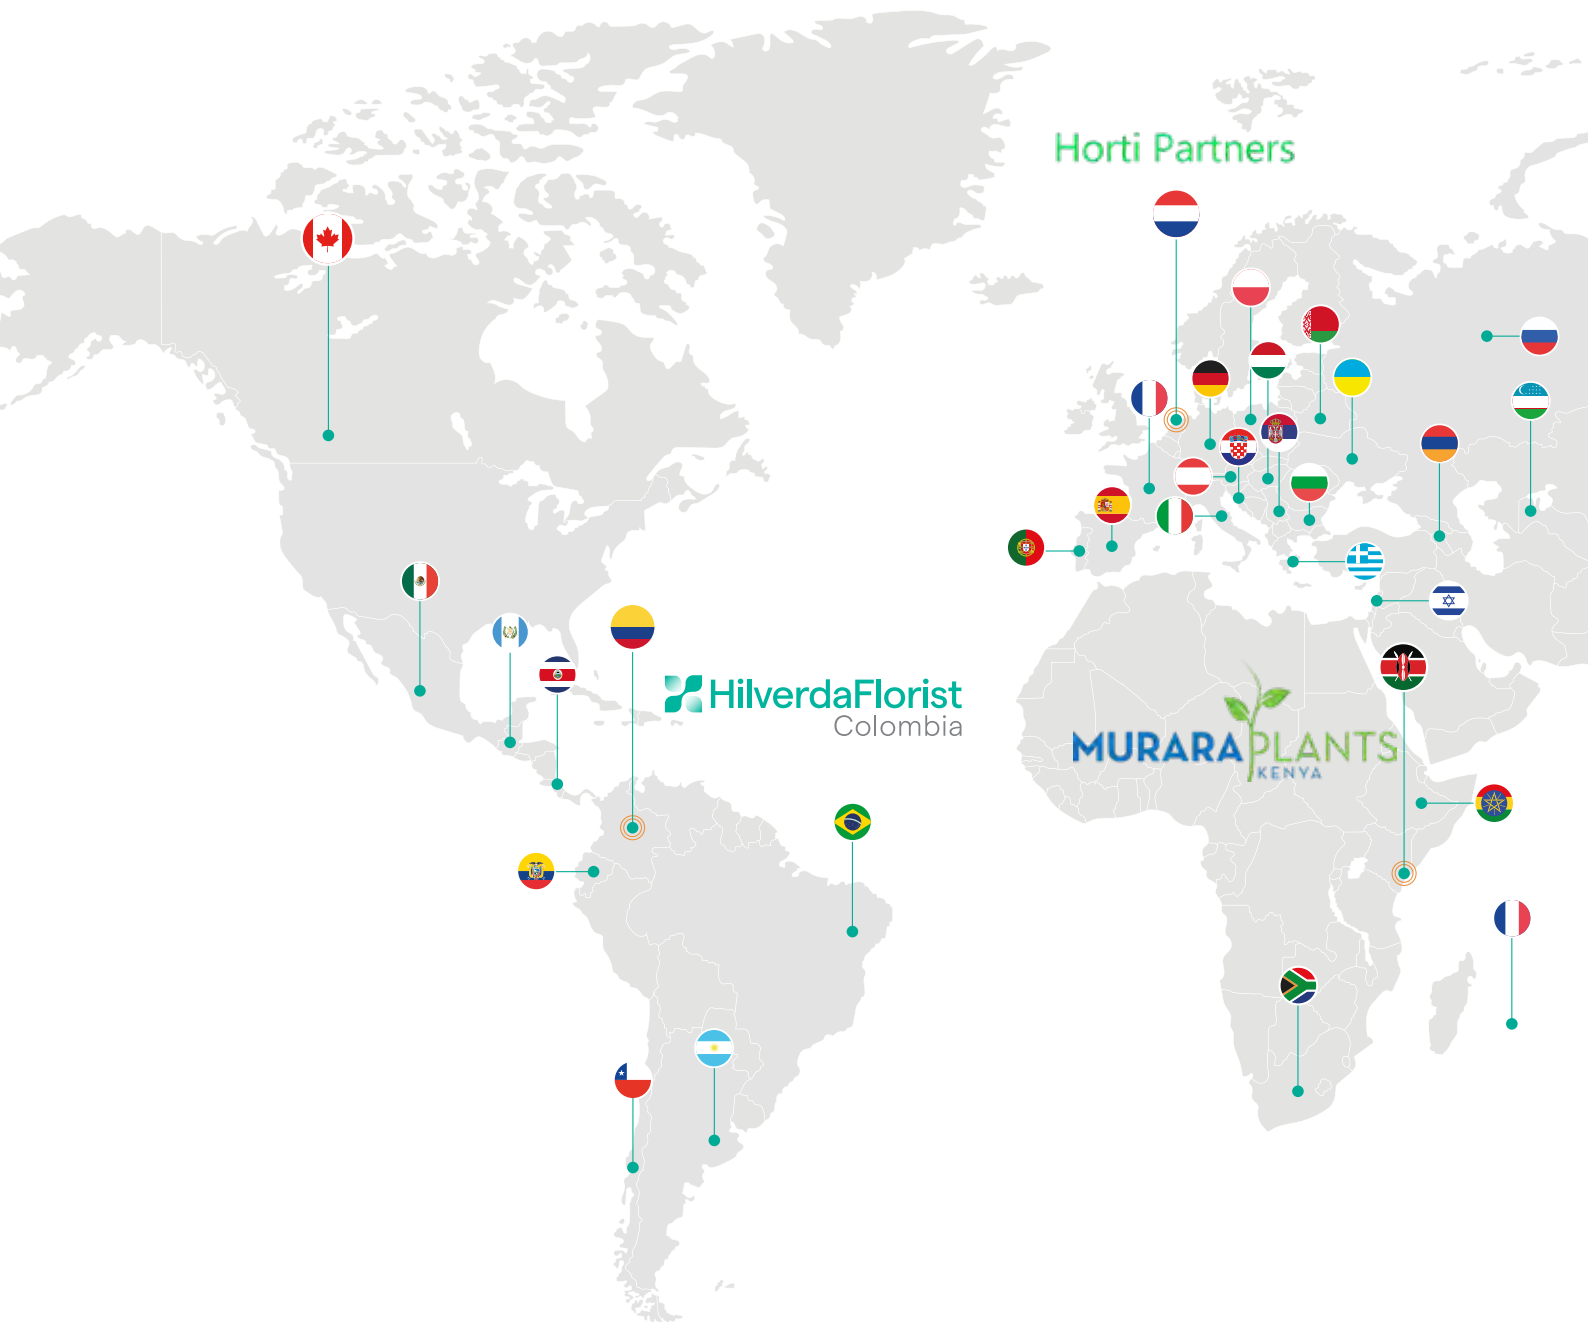 Horti Partners
HilverdaFlorist
Colombia
MURARA PLANTS
KENYA